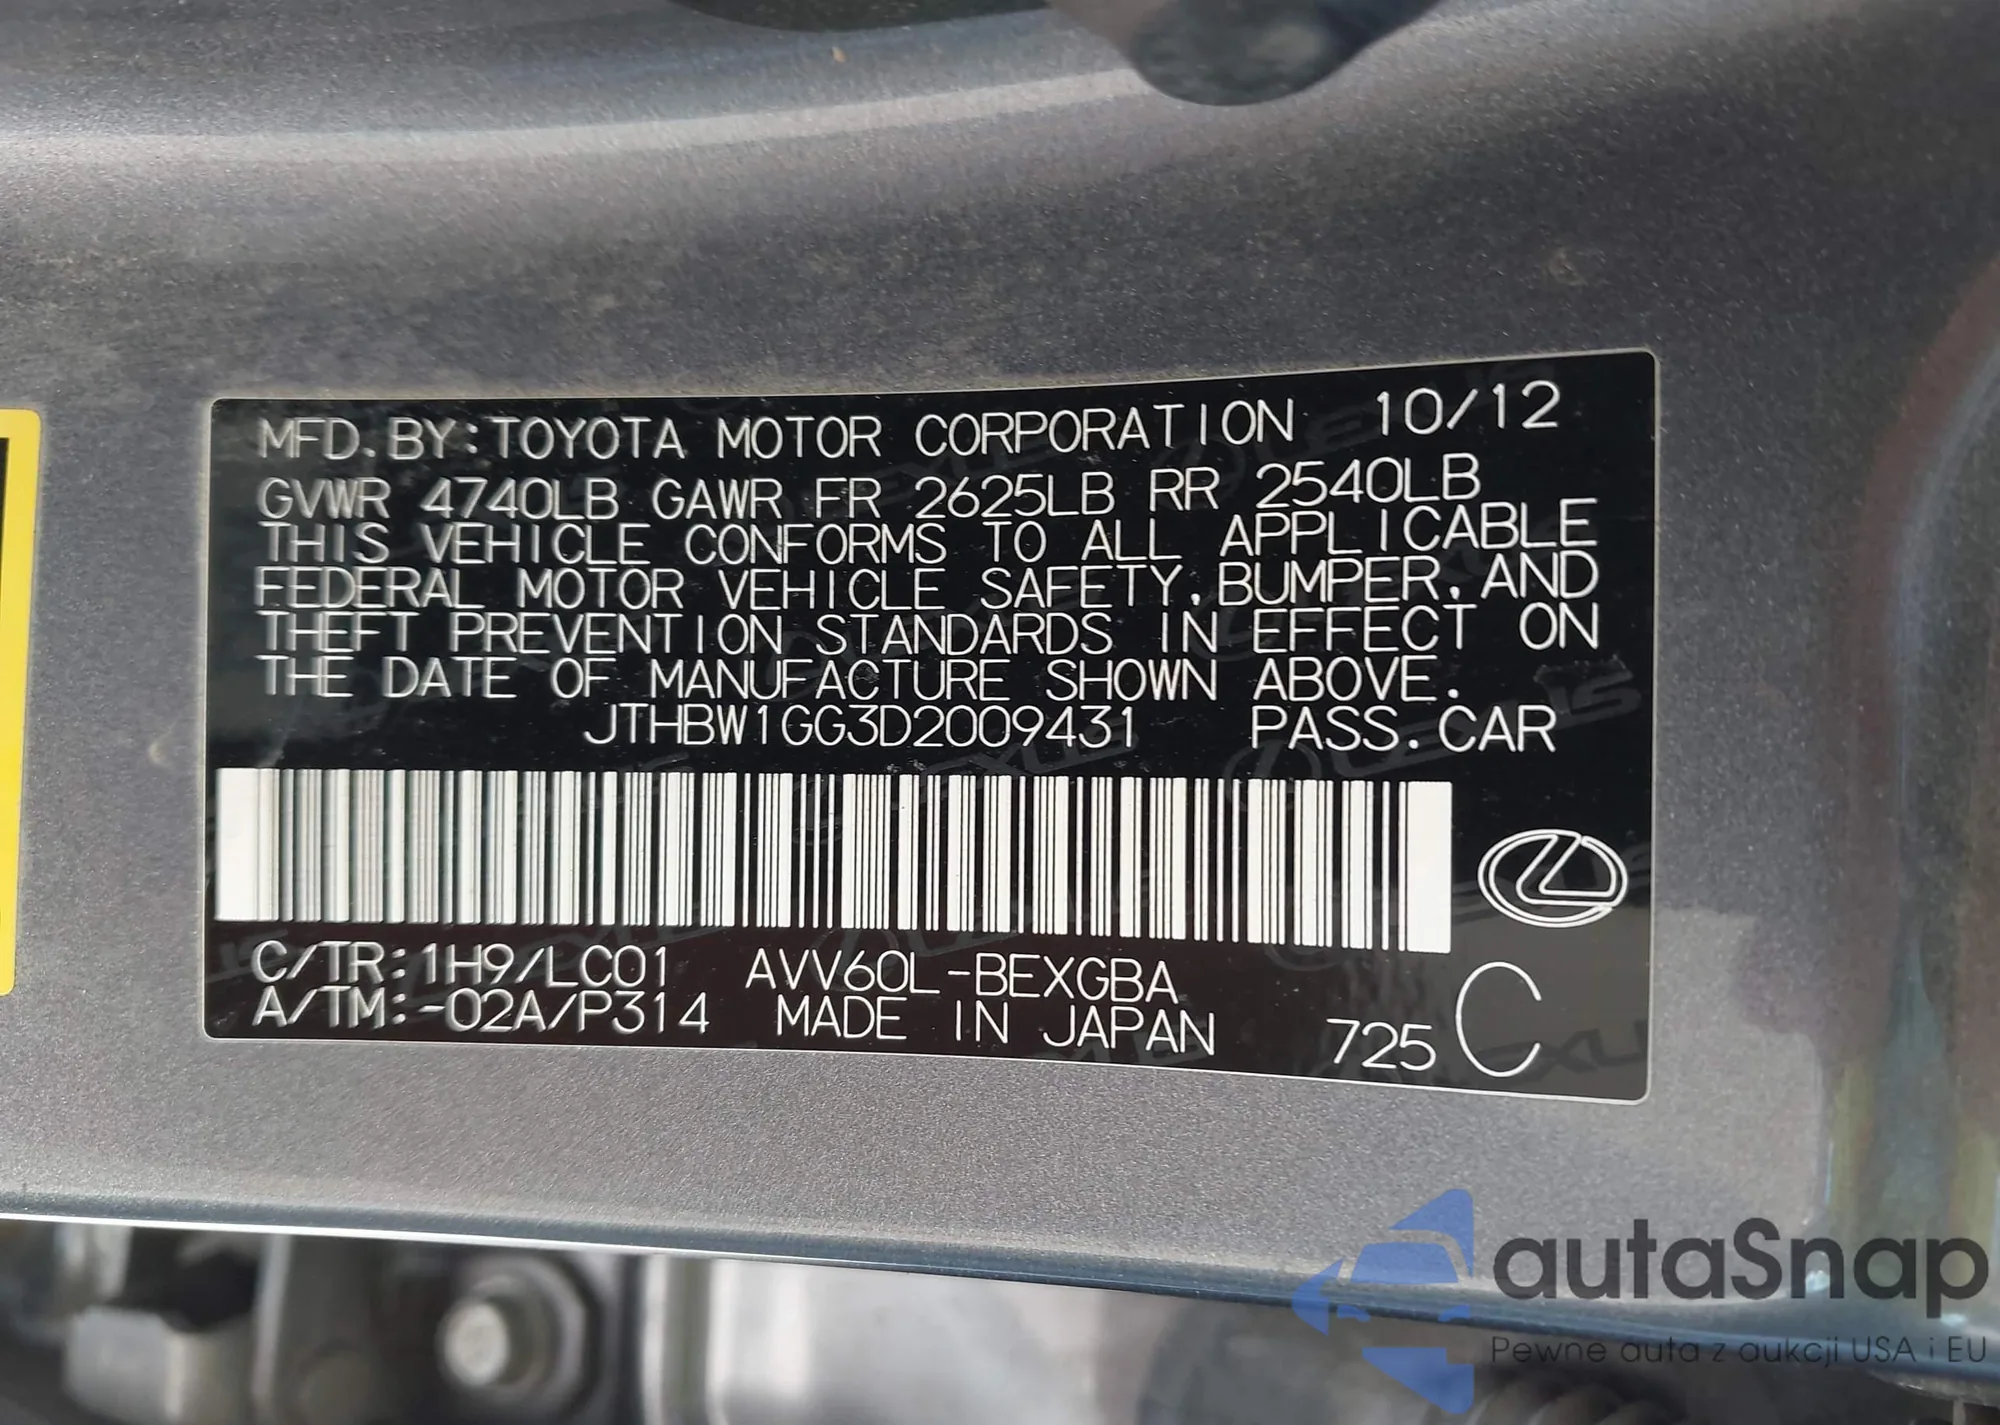 MFD. BY: TOYOTA MOTOR CORPORATION 10/12
GVWR 4740LB GAWR FR 2625LB RR 2540LB
THIS VEHICLE CONFORMS TO ALL APPLICABLE
FEDERAL MOTOR VEHICLE SAFETY, BUMPER, AND
THEFT PREVENTION STANDARDS IN EFFECT ON
THE DATE OF MANUFACTURE SHOWN ABOVE.
JTHBW1GG3D2009431 PASS. CAR
C/TR: 1H9/LC01 AVV60L-BEXGBA
A/TM: -02A/P314 MADE IN JAPAN 725 C
autaSnap
Pewne auta z aukcji USA i EU